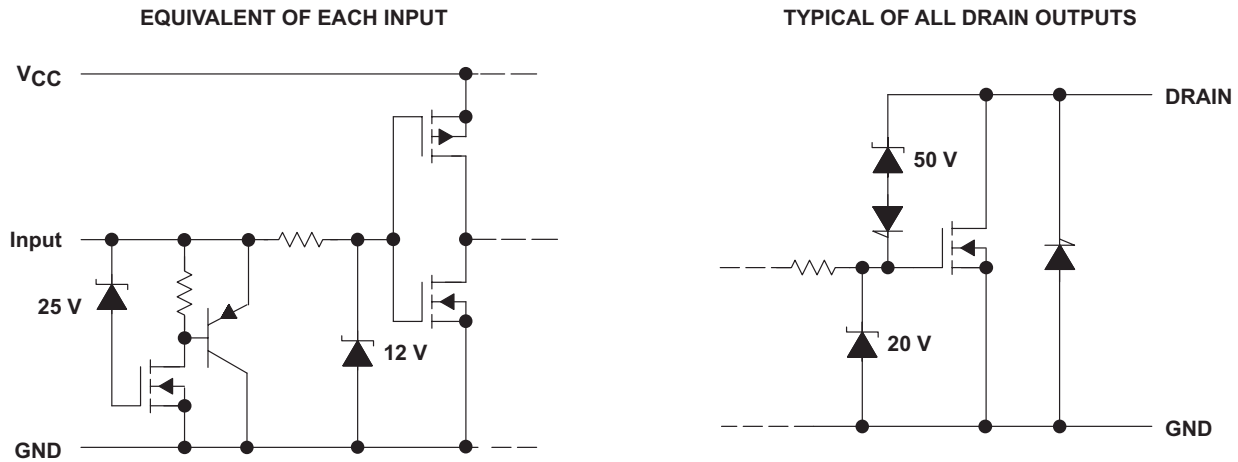 EQUIVALENT OF EACH INPUT
VCC
Input
25 V
12 V
GND
TYPICAL OF ALL DRAIN OUTPUTS
DRAIN
50 V
20 V
GND